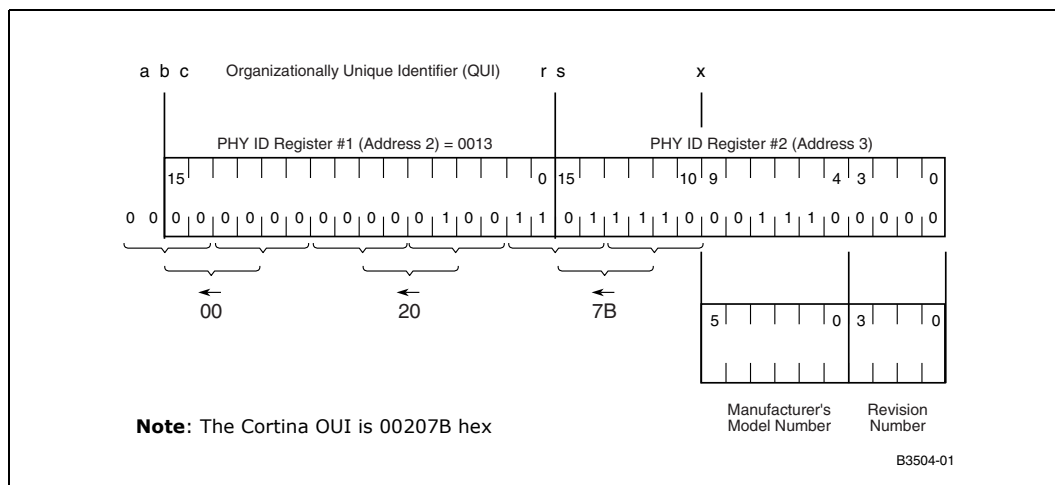 a b c Organizationally Unique Identifier (QUI) r s x
PHY ID Register #1 (Address 2) = 0013 PHY ID Register #2 (Address 3)
15 0 15 10 9 4 3 0
0 0 0 0 0 0 0 0 0 0 0 0 0 1 0 0 1 1 0 1 1 1 1 0 0 0 1 1 1 0 0 0 0 0
00 20 7B
5 0 3 0
Manufacturer's Revision
Model Number Number
Note: The Cortina OUI is 00207B hex
B3504-01